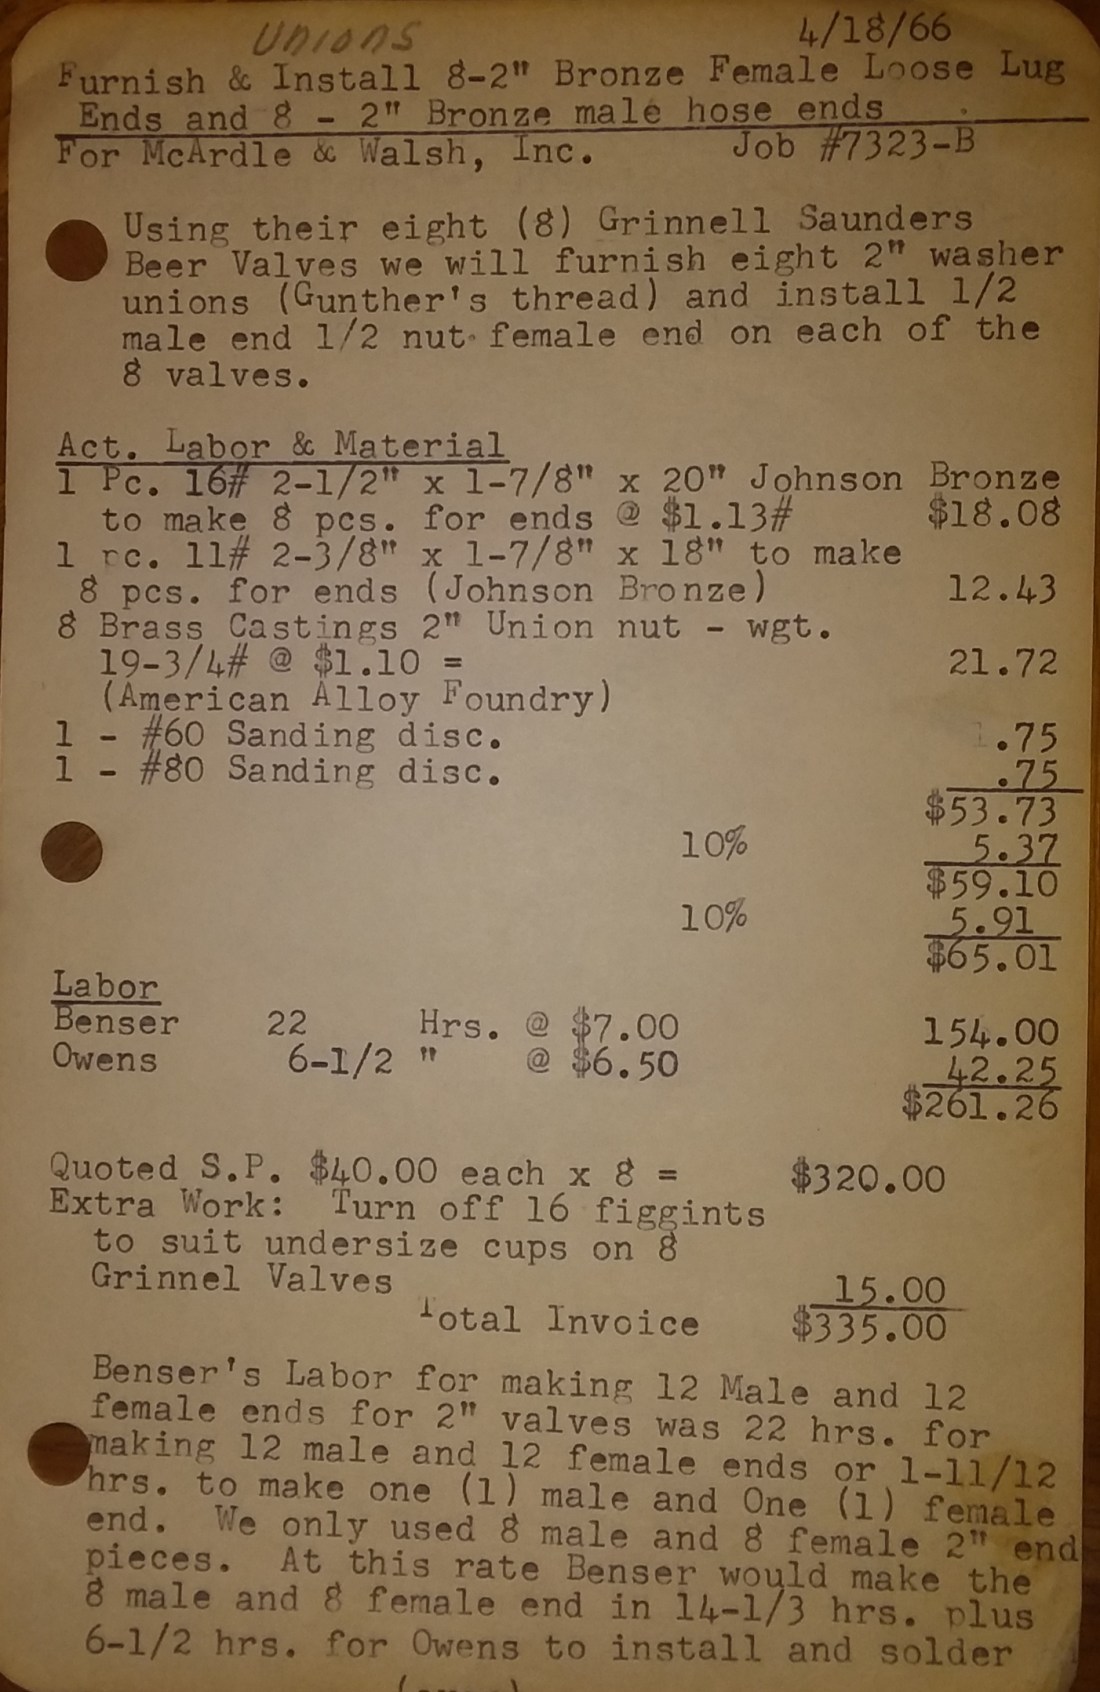 Unions
4/18/66
Furnish & Install 8-2" Bronze Female Loose Lug
Ends and 8 - 2" Bronze male hose ends
For McArdle & Walsh, Inc. Job #7323-B
Using their eight (8) Grinnell Saunders
Beer Valves we will furnish eight 2" washer
unions (Gunther's thread) and install 1/2
male end 1/2 nut female end on each of the
8 valves.
Act. Labor & Material
1 Pc. 16# 2-1/2" x 1-7/8" x 20" Johnson Bronze
to make 8 pcs. for ends @ $1.13# $18.08
1 pc. 11# 2-3/8" x 1-7/8" x 18" to make
8 pcs. for ends (Johnson Bronze) 12.43
8 Brass Castings 2" Union nut - wgt.
19-3/4# @ $1.10 = 21.72
(American Alloy Foundry)
1 - #60 Sanding disc. .75
1 - #80 Sanding disc. .75
$53.73
10% 5.37
$59.10
10% 5.91
$65.01
Labor
Benser 22 Hrs. @ $7.00 154.00
Owens 6-1/2 " @ $6.50 42.25
$261.26
Quoted S.P. $40.00 each x 8 = $320.00
Extra Work: Turn off 16 figgints
to suit undersize cups on 8
Grinnel Valves 15.00
Total Invoice $335.00
Benser's Labor for making 12 Male and 12
female ends for 2" valves was 22 hrs. for
making 12 male and 12 female ends or 1-11/12
hrs. to make one (1) male and One (1) female
end. We only used 8 male and 8 female 2" end
pieces. At this rate Benser would make the
8 male and 8 female end in 14-1/3 hrs. plus
6-1/2 hrs. for Owens to install and solder